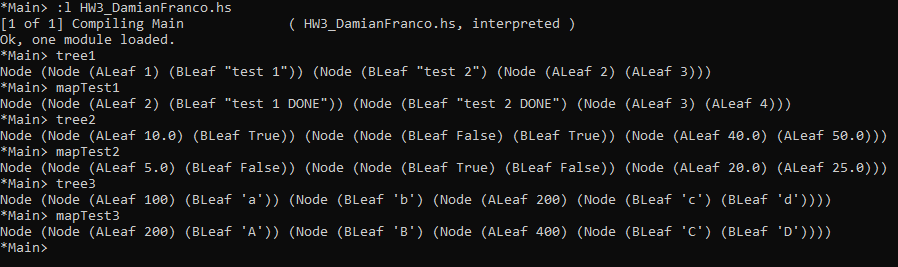 *Main> :l HW3_DamianFranco.hs
[1 of 1] Compiling Main             ( HW3_DamianFranco.hs, interpreted )
Ok, one module loaded.
*Main> tree1
Node (Node (ALeaf 1) (BLeaf "test 1")) (Node (BLeaf "test 2") (Node (ALeaf 2) (ALeaf 3)))
*Main> mapTest1
Node (Node (ALeaf 2) (BLeaf "test 1 DONE")) (Node (BLeaf "test 2 DONE") (Node (ALeaf 3) (ALeaf 4)))
*Main> tree2
Node (Node (ALeaf 10.0) (BLeaf True)) (Node (Node (BLeaf False) (BLeaf True)) (Node (ALeaf 40.0) (ALeaf 50.0)))
*Main> mapTest2
Node (Node (ALeaf 5.0) (BLeaf False)) (Node (Node (BLeaf True) (BLeaf False)) (Node (ALeaf 20.0) (ALeaf 25.0)))
*Main> tree3
Node (Node (ALeaf 100) (BLeaf 'a')) (Node (BLeaf 'b') (Node (ALeaf 200) (Node (BLeaf 'c') (BLeaf 'd'))))
*Main> mapTest3
Node (Node (ALeaf 200) (BLeaf 'A')) (Node (BLeaf 'B') (Node (ALeaf 400) (Node (BLeaf 'C') (BLeaf 'D'))))
*Main>